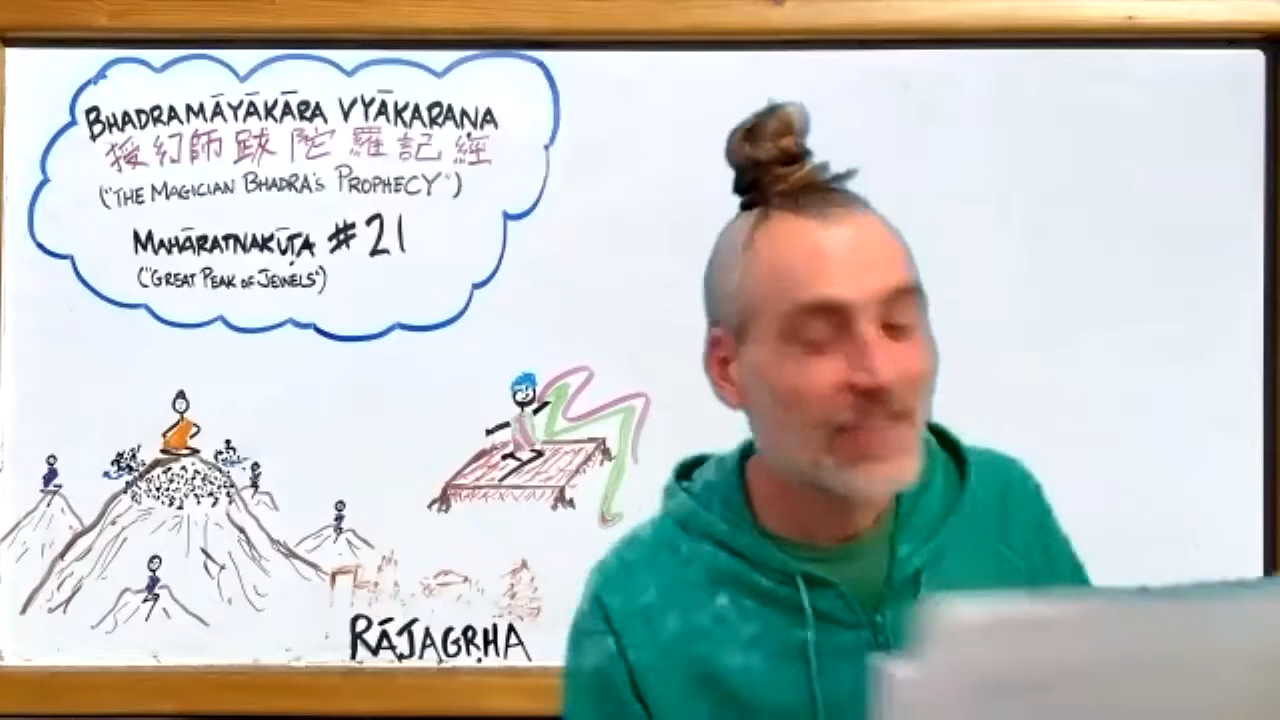 BHADRAMĀYĀKĀRA VYĀKARAṆA
授幻師跋陀羅記經
("THE MAGICIAN BHADRA'S PROPHECY")
MAHĀRATNAKŪṬA #21
("GREAT PEAK OF JEWELS")
RĀJAGṚHA